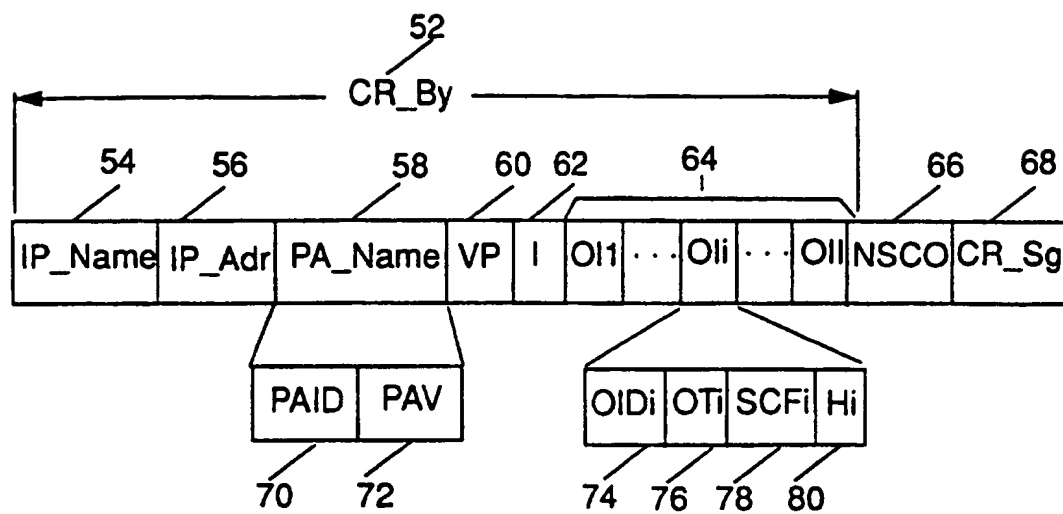 52
CR_By
54 56 58 60 62 64 66 68
IP_Name IP_Adr PA_Name VP I OI1 ··· OIi ··· OII NSCO CR_Sg
PAID PAV OIDi OTi SCFi Hi
70 72 74 76 78 80